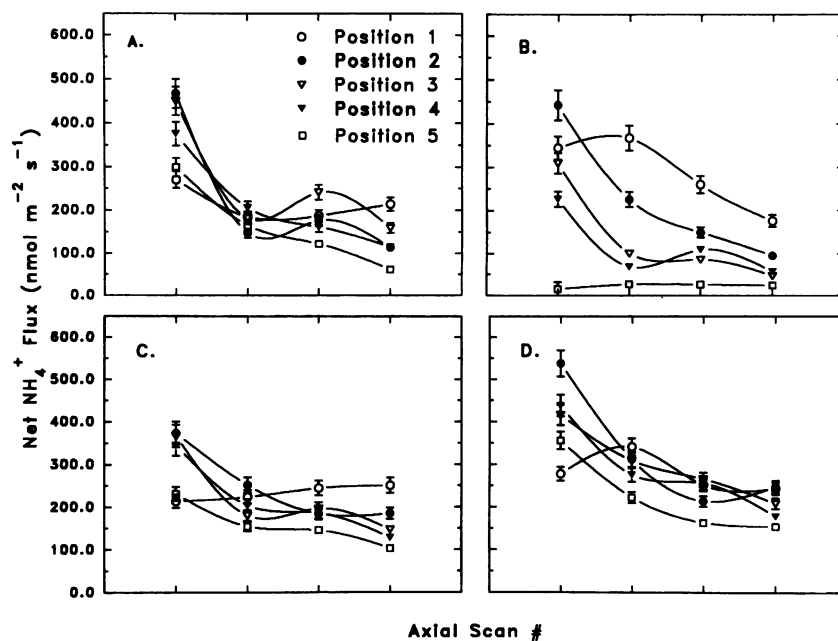 A.
Position 1
Position 2
Position 3
Position 4
Position 5
B.
600.0
500.0
400.0
300.0
200.0
100.0
0.0
C.
D.
600.0
500.0
400.0
300.0
200.0
100.0
0.0
Net NH₄⁺ Flux (nmol m⁻² s⁻¹)
Axial Scan #